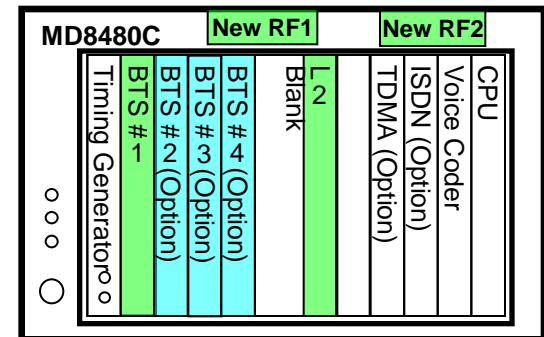 MD8480C
New RF1
New RF2
Timing Generator
BTS #1
BTS #2(Option)
BTS #3(Option)
BTS #4(Option)
Blank
L2
TDMA (Option)
ISDN (Option)
Voice Coder
CPU